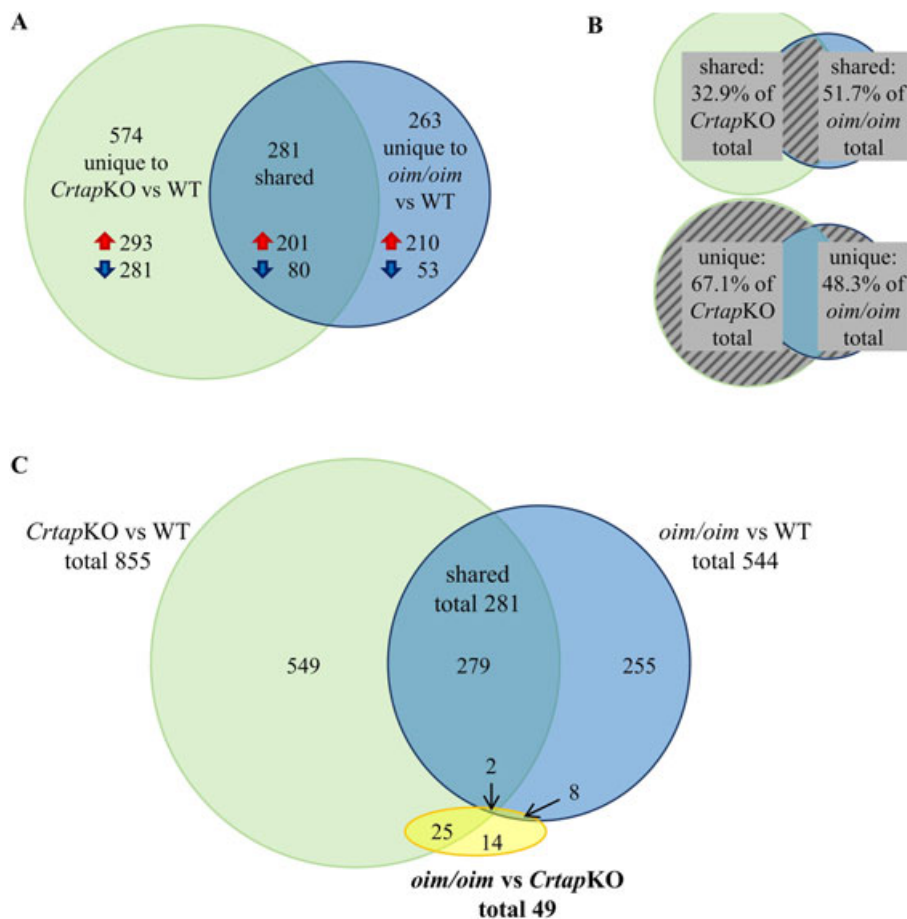 A
574
unique to
CrtapKO vs WT
293
281
281
shared
201
80
263
unique to
oim/oim
vs WT
210
53
B
shared:
32.9% of
CrtapKO
total
shared:
51.7% of
oim/oim
total
unique:
67.1% of
CrtapKO
total
unique:
48.3% of
oim/oim
total
C
CrtapKO vs WT
total 855
oim/oim vs WT
total 544
shared
total 281
549
279
255
2
8
25
14
oim/oim vs CrtapKO
total 49